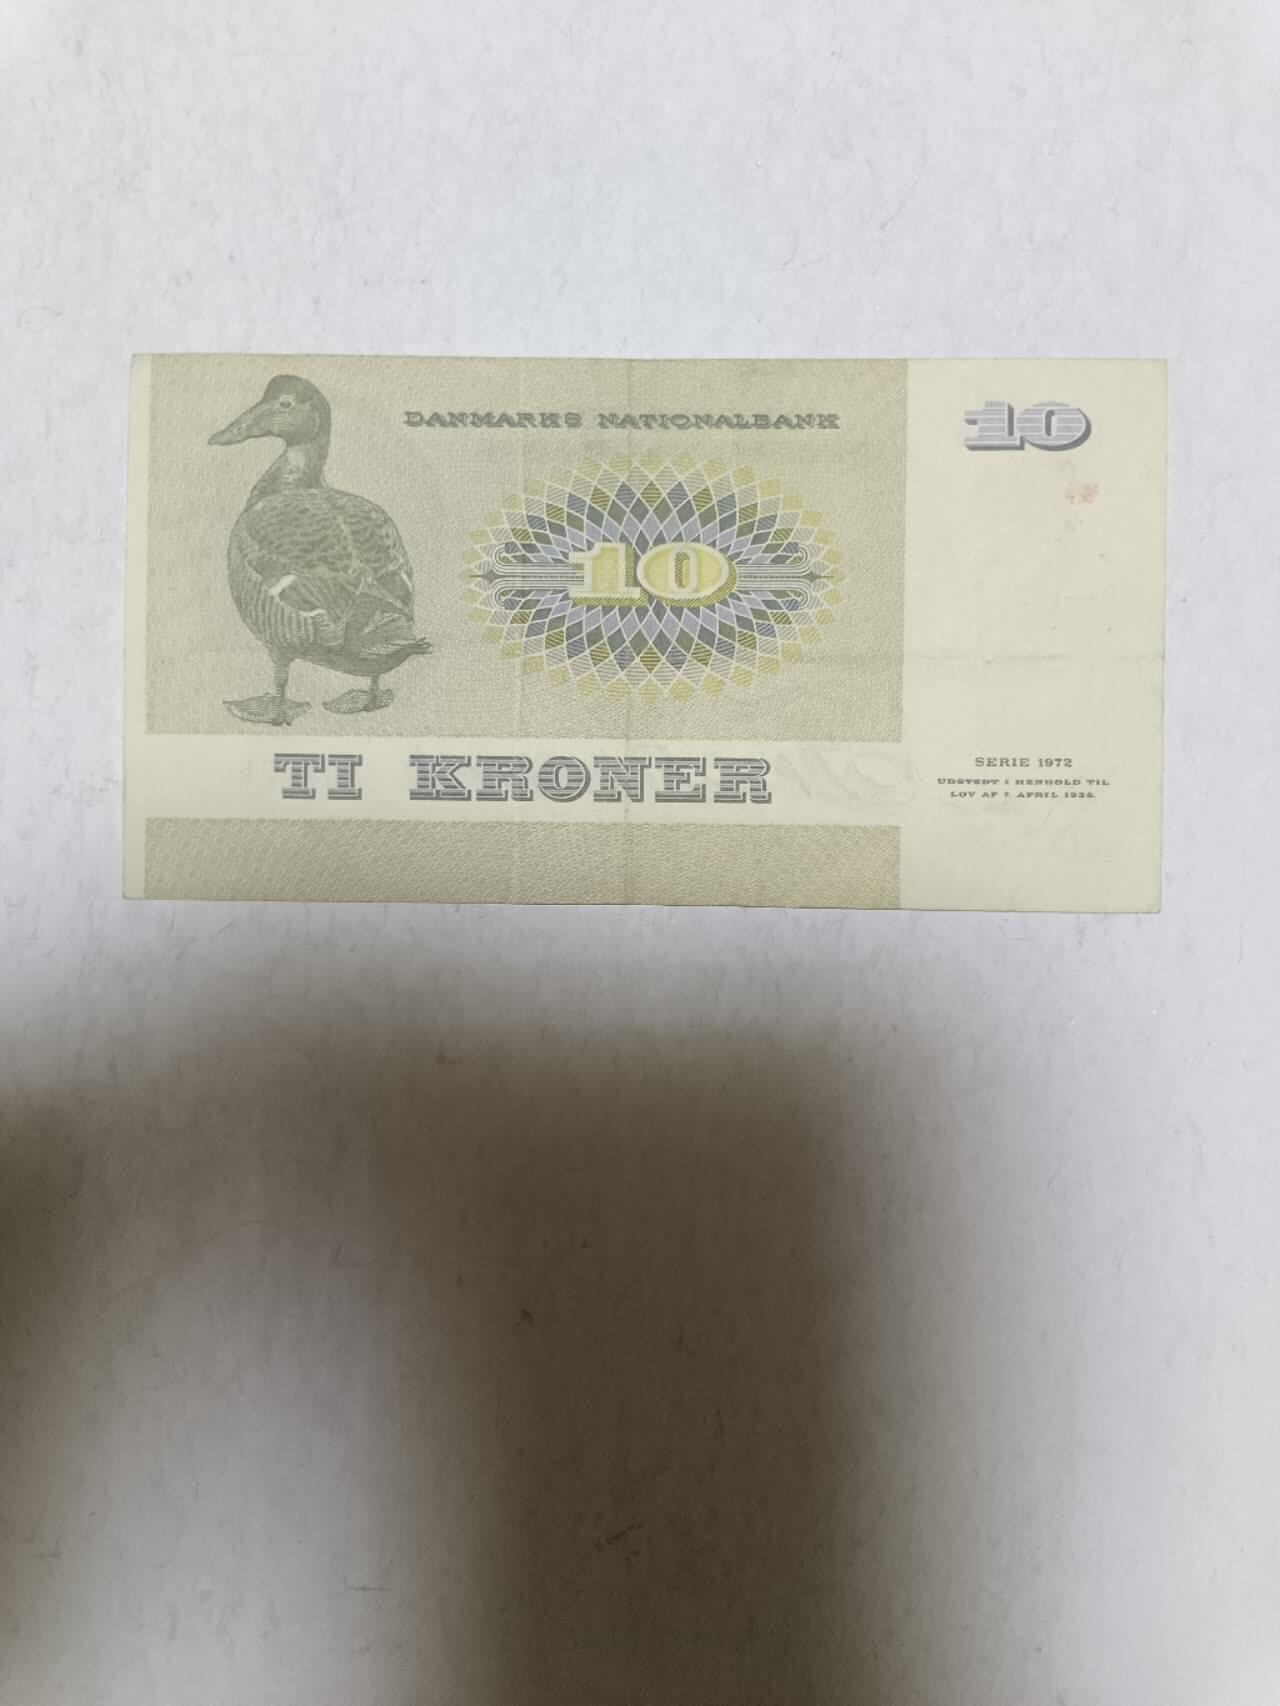 DANMARKS NATIONALBANK
10
10
TI KRONER
SERIE 1972
UDSTEDT I HENHOLD TIL
LOV AF 7. APRIL 1936.